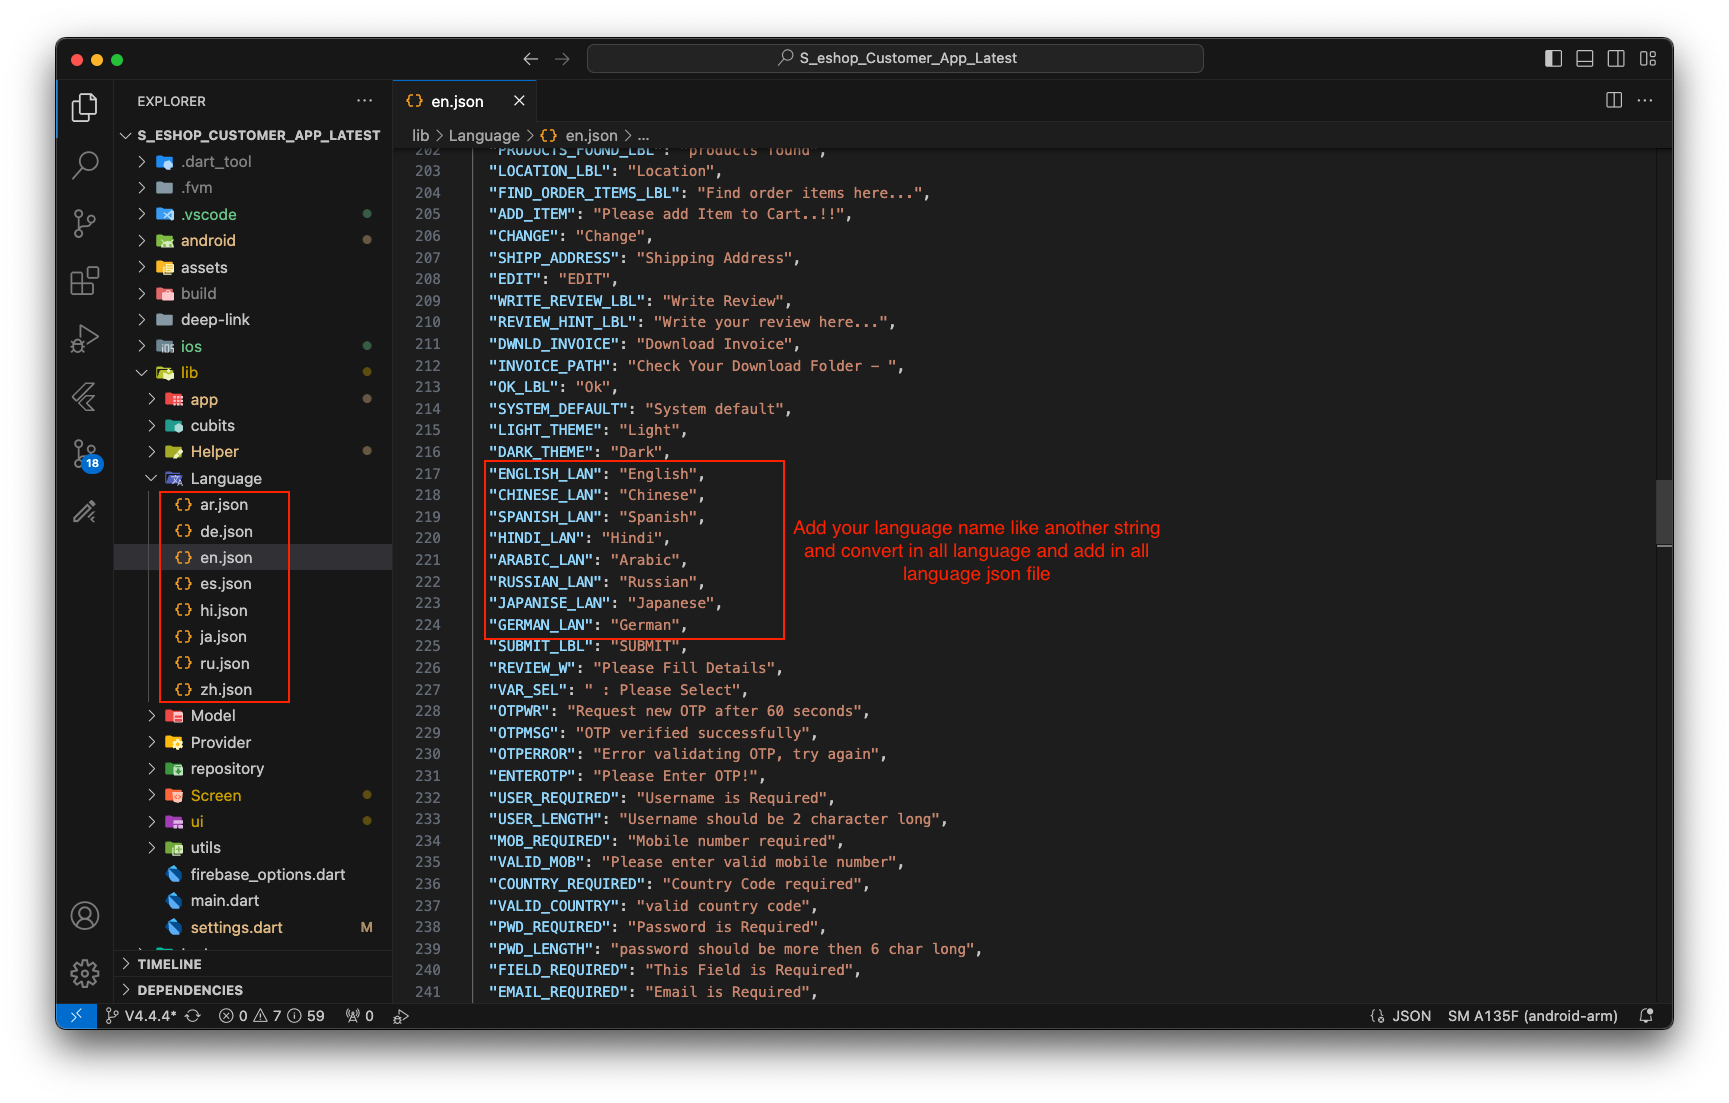 S_eshop_Customer_App_Latest
EXPLORER
en.json
S_ESHOP_CUSTOMER_APP_LATEST
lib > Language > {} en.json > ...
.dart_tool
.fvm
.vscode
android
assets
build
deep-link
ios
lib
app
cubits
Helper
Language
{} ar.json
{} de.json
{} en.json
{} es.json
{} hi.json
{} ja.json
{} ru.json
{} zh.json
Model
Provider
repository
Screen
ui
utils
firebase_options.dart
main.dart
settings.dart M
TIMELINE
DEPENDENCIES
202 "PRODUCTS_FOUND_LBL": "products found",
203 "LOCATION_LBL": "Location",
204 "FIND_ORDER_ITEMS_LBL": "Find order items here...",
205 "ADD_ITEM": "Please add Item to Cart..!!",
206 "CHANGE": "Change",
207 "SHIPP_ADDRESS": "Shipping Address",
208 "EDIT": "EDIT",
209 "WRITE_REVIEW_LBL": "Write Review",
210 "REVIEW_HINT_LBL": "Write your review here...",
211 "DWNLD_INVOICE": "Download Invoice",
212 "INVOICE_PATH": "Check Your Download Folder - ",
213 "OK_LBL": "Ok",
214 "SYSTEM_DEFAULT": "System default",
215 "LIGHT_THEME": "Light",
216 "DARK_THEME": "Dark",
217 "ENGLISH_LAN": "English",
218 "CHINESE_LAN": "Chinese",
219 "SPANISH_LAN": "Spanish",
220 "HINDI_LAN": "Hindi",
221 "ARABIC_LAN": "Arabic",
222 "RUSSIAN_LAN": "Russian",
223 "JAPANISE_LAN": "Japanese",
224 "GERMAN_LAN": "German",
225 "SUBMIT_LBL": "SUBMIT",
226 "REVIEW_W": "Please Fill Details",
227 "VAR_SEL": " : Please Select",
228 "OTPWR": "Request new OTP after 60 seconds",
229 "OTPMSG": "OTP verified successfully",
230 "OTPERROR": "Error validating OTP, try again",
231 "ENTEROTP": "Please Enter OTP!",
232 "USER_REQUIRED": "Username is Required",
233 "USER_LENGTH": "Username should be 2 character long",
234 "MOB_REQUIRED": "Mobile number required",
235 "VALID_MOB": "Please enter valid mobile number",
236 "COUNTRY_REQUIRED": "Country Code required",
237 "VALID_COUNTRY": "valid country code",
238 "PWD_REQUIRED": "Password is Required",
239 "PWD_LENGTH": "password should be more then 6 char long",
240 "FIELD_REQUIRED": "This Field is Required",
241 "EMAIL_REQUIRED": "Email is Required",
Add your language name like another string
and convert in all language and add in all
language json file
18
V4.4.4* 0 7 59 0
JSON SM A135F (android-arm)